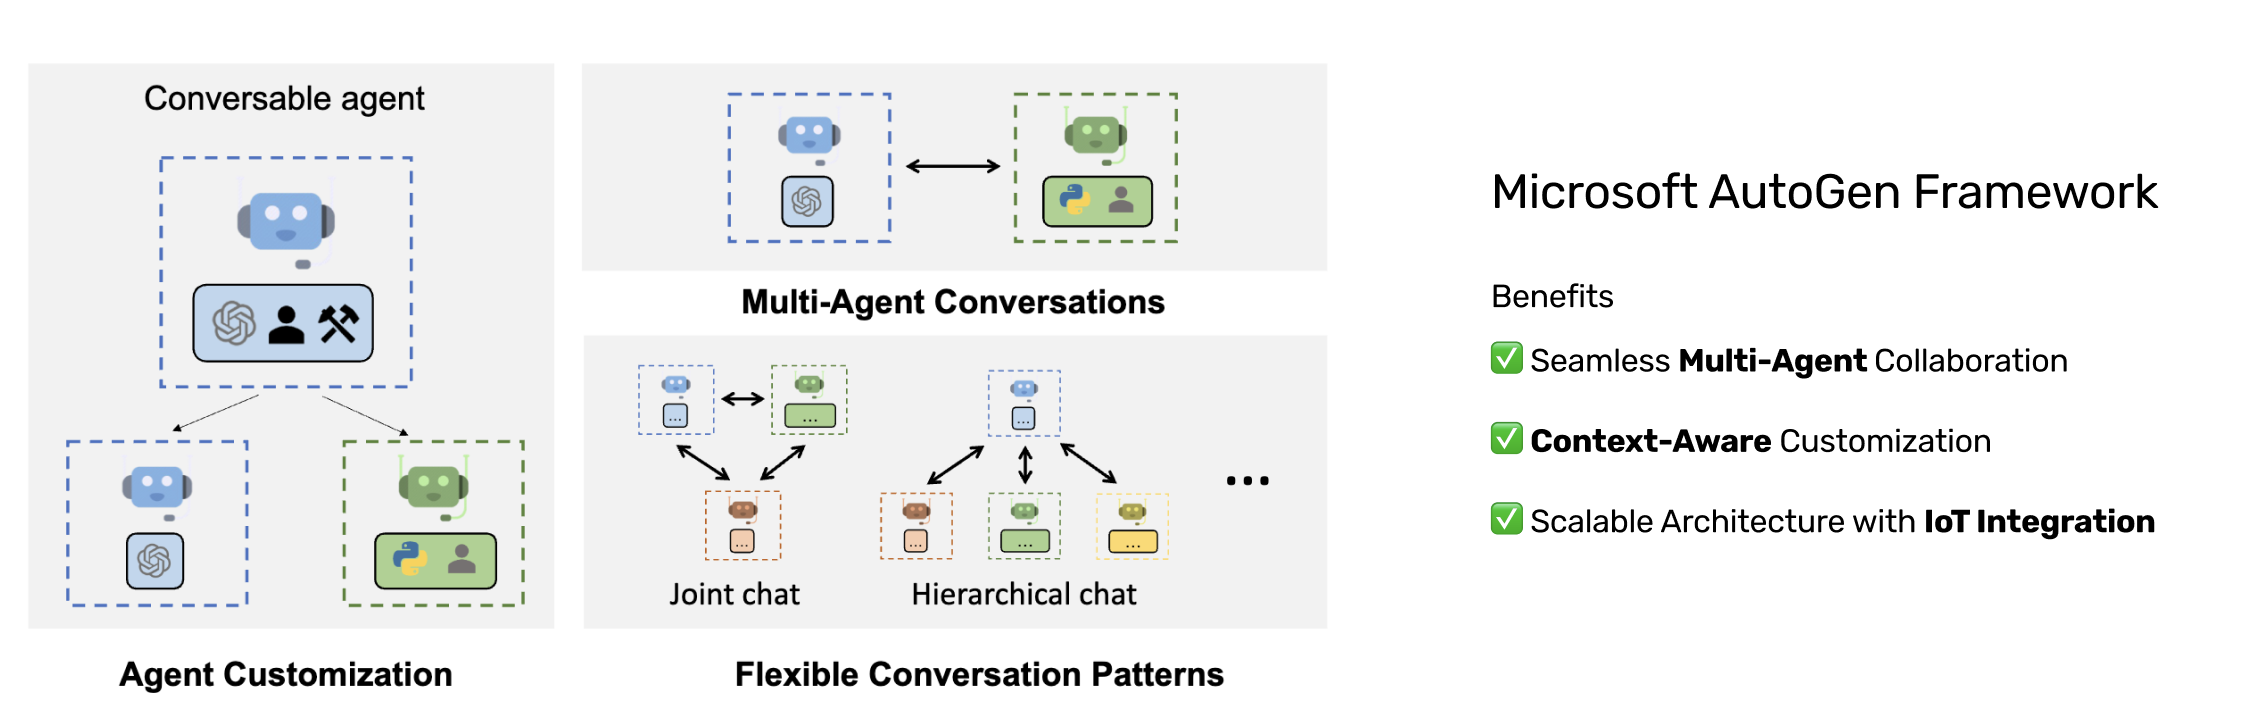 Conversable agent
Agent Customization
Multi-Agent Conversations
...
...
...
...
...
...
...
...
Joint chat
Hierarchical chat
Flexible Conversation Patterns
Microsoft AutoGen Framework
Benefits
✅ Seamless Multi-Agent Collaboration
✅ Context-Aware Customization
✅ Scalable Architecture with IoT Integration